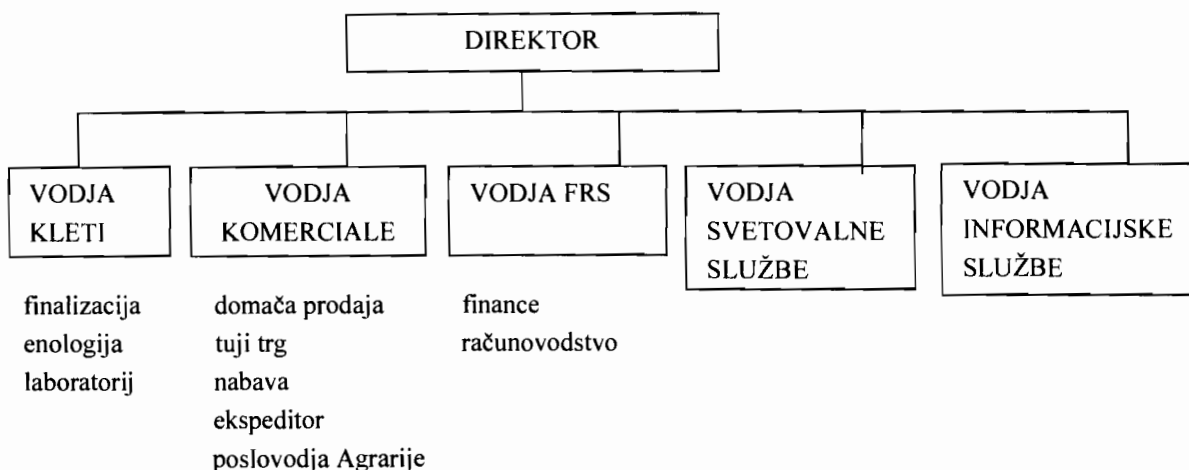 DIREKTOR
VODJA
KLETI
VODJA
KOMERCIALE
VODJA FRS
VODJA
SVETOVALNE
SLUŽBE
VODJA
INFORMACIJSKE
SLUŽBE
finalizacija
enologija
laboratorij
domača prodaja
tuji trg
nabava
ekspeditor
poslovodja Agrarije
finance
računovodstvo